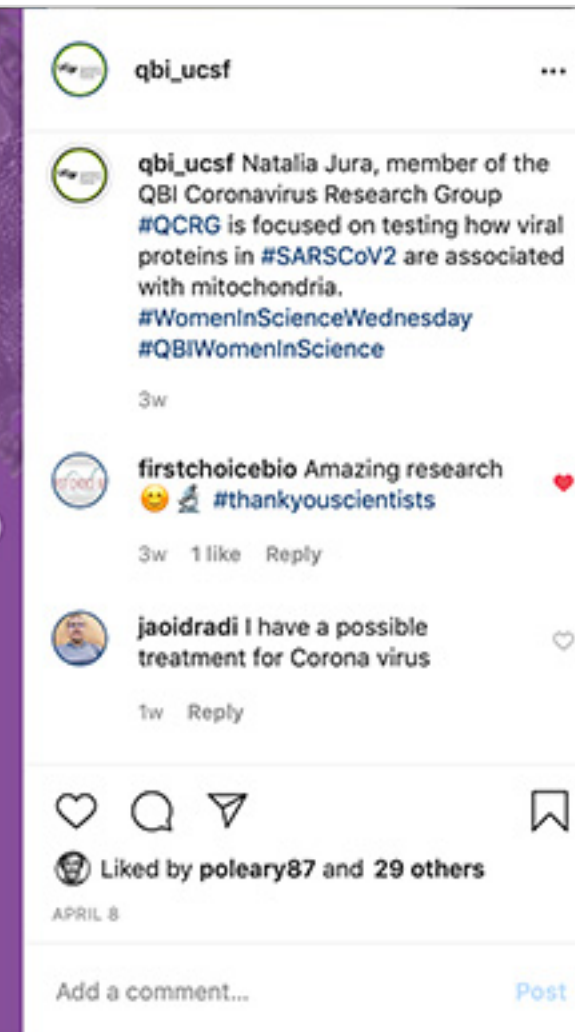 qbi_ucsf
qbi_ucsf Natalia Jura, member of the
QBI Coronavirus Research Group
#QCRG is focused on testing how viral
proteins in #SARSCoV2 are associated
with mitochondria.
#WomenInScienceWednesday
#QBIWomenInScience
3w
firstchoicebio Amazing research
😊 🔬 #thankyouscientists
3w 1 like Reply
jaoidradi I have a possible
treatment for Corona virus
1w Reply
Liked by poleary87 and 29 others
APRIL 8
Add a comment... Post